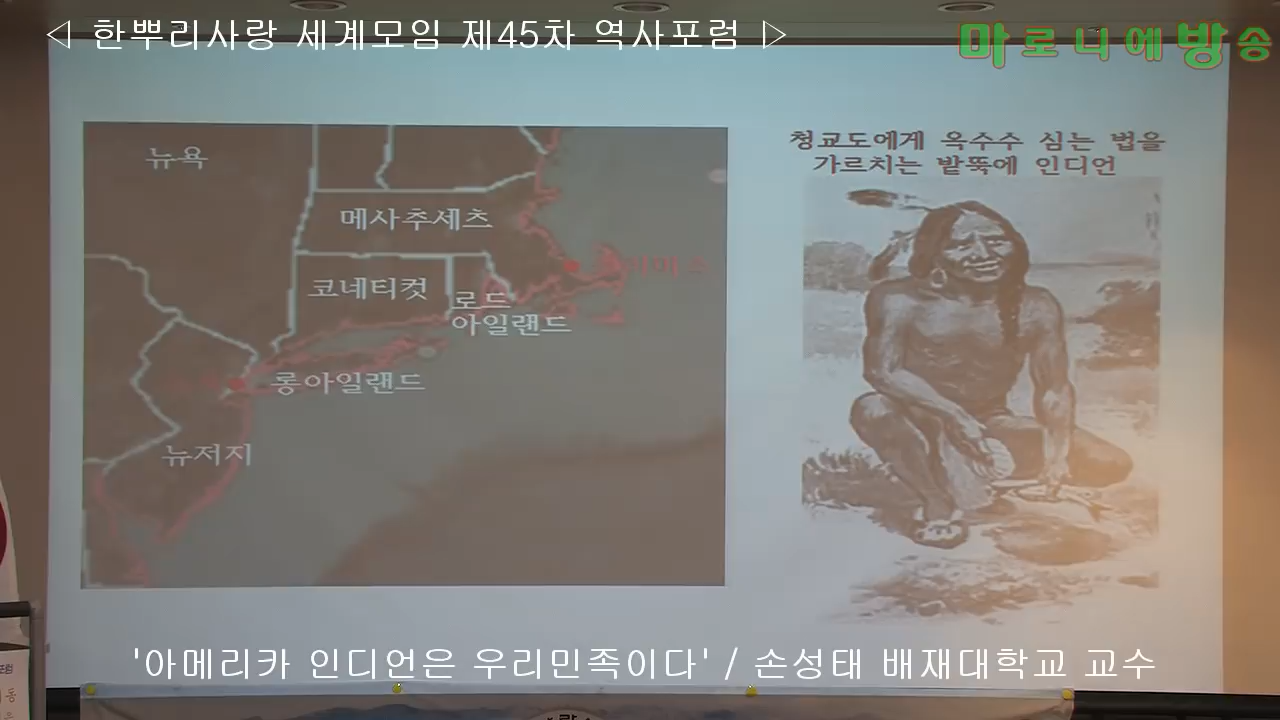 ◁ 한뿌리사랑 세계모임 제45차 역사포럼 ▷
마로니에방송
청교도에게 옥수수 심는 법을
가르치는 밭뚝에 인디언
뉴욕
메사추세츠
코네티컷
로드
아일랜드
롱아일랜드
뉴저지
'아메리카 인디언은 우리민족이다' / 손성태 배재대학교 교수